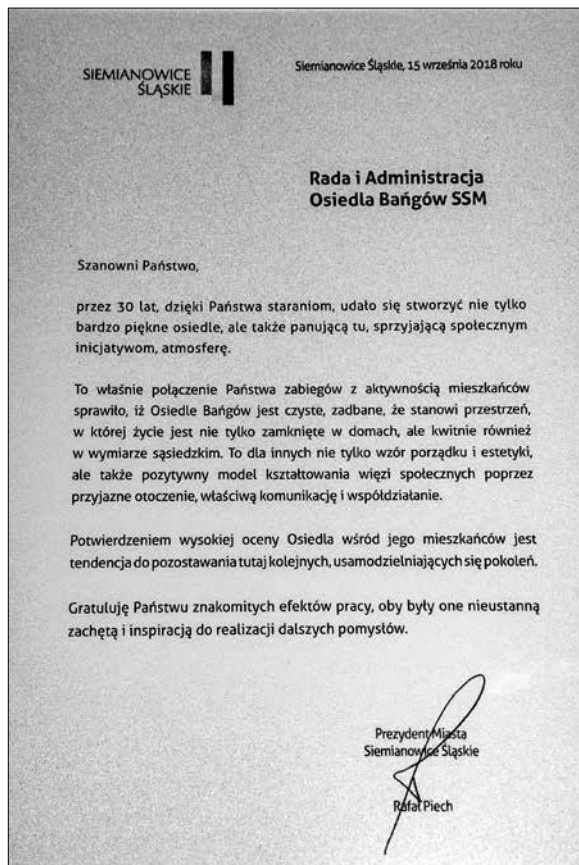 SIEMIANOWICE
ŚLĄSKIE
Siemianowice Śląskie, 15 września 2018 roku
Rada i Administracja
Osiedla Bańgów SSM
Szanowni Państwo,
przez 30 lat, dzięki Państwa staraniom, udało się stworzyć nie tylko
bardzo piękne osiedle, ale także panującą tu, sprzyjającą społecznym
inicjatywom, atmosferę.
To właśnie połączenie Państwa zabiegów z aktywnością mieszkańców
sprawiło, iż Osiedle Bańgów jest czyste, zadbane, że stanowi przestrzeń,
w której życie jest nie tylko zamknięte w domach, ale kwitnie również
w wymiarze sąsiedzkim. To dla innych nie tylko wzór porządku i estetyki,
ale także pozytywny model kształtowania więzi społecznych poprzez
przyjazne otoczenie, właściwą komunikację i współdziałanie.
Potwierdzeniem wysokiej oceny Osiedla wśród jego mieszkańców jest
tendencja do pozostawania tutaj kolejnych, usamodzielniających się pokoleń.
Gratuluję Państwu znakomitych efektów pracy, oby były one nieustanną
zachętą i inspiracją do realizacji dalszych pomysłów.
Prezydent Miasta
Siemianowice Śląskie
Rafał Piech